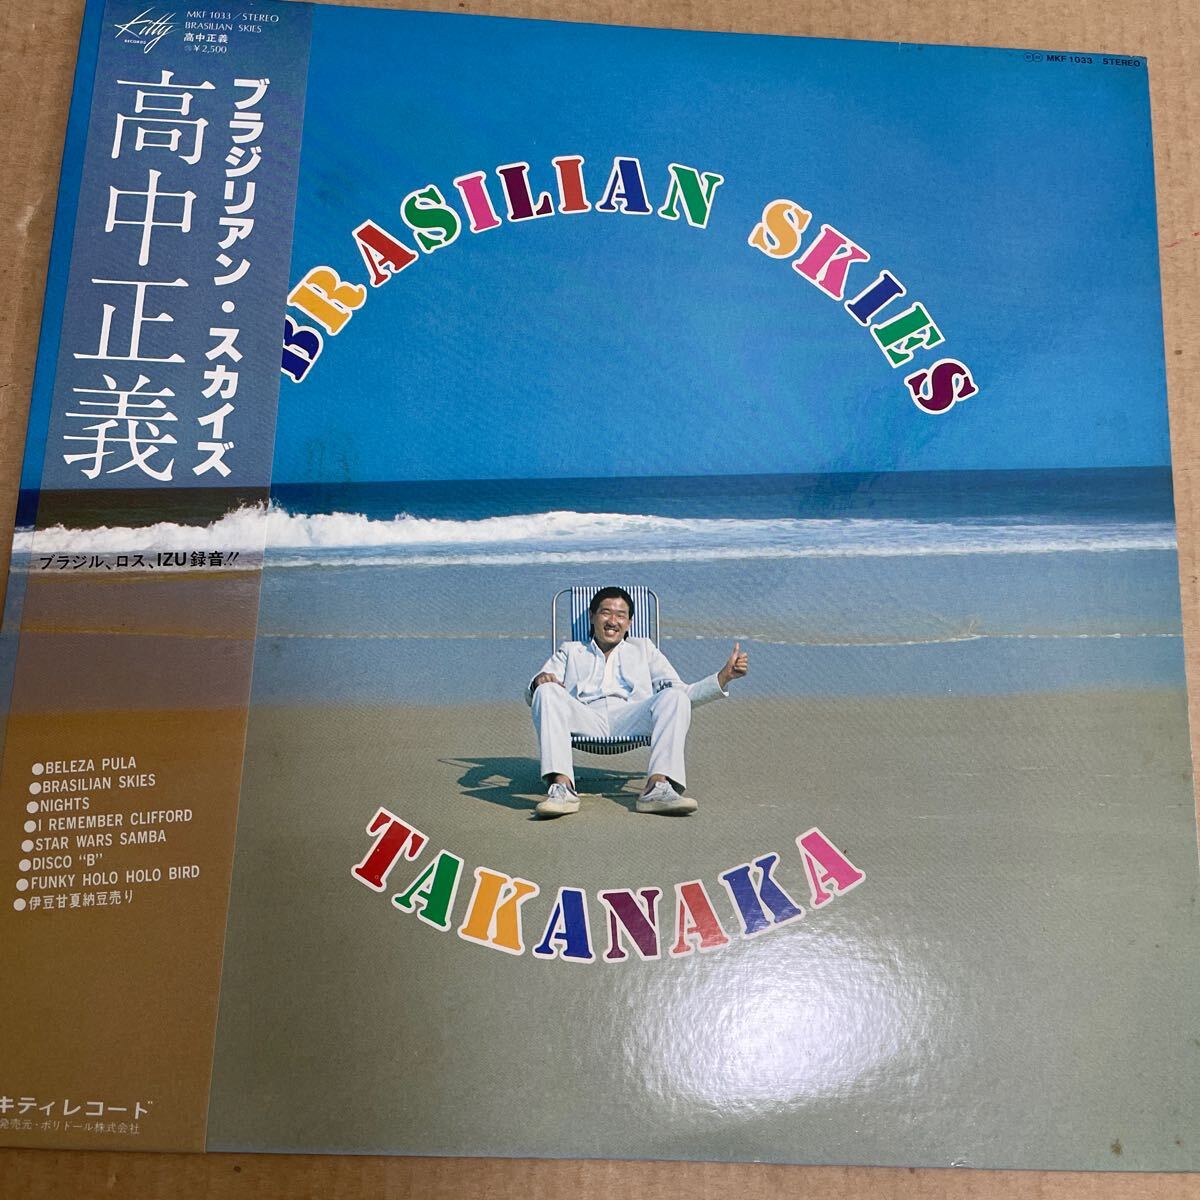 Kitty
RECORDS
MKF 1033/STEREO
BRASILIAN SKIES
高中正義
¥2,500
ブラジリアン・スカイズ
高中正義
ブラジル、ロス、IZU録音!!
●BELEZA PULA
●BRASILIAN SKIES
●NIGHTS
●I REMEMBER CLIFFORD
●STAR WARS SAMBA
●DISCO “B”
●FUNKY HOLO HOLO BIRD
●伊豆甘夏納豆売り
キティレコード
発売元・ポリドール株式会社
MKF 1033 STEREO
BRASILIAN SKIES
TAKANAKA